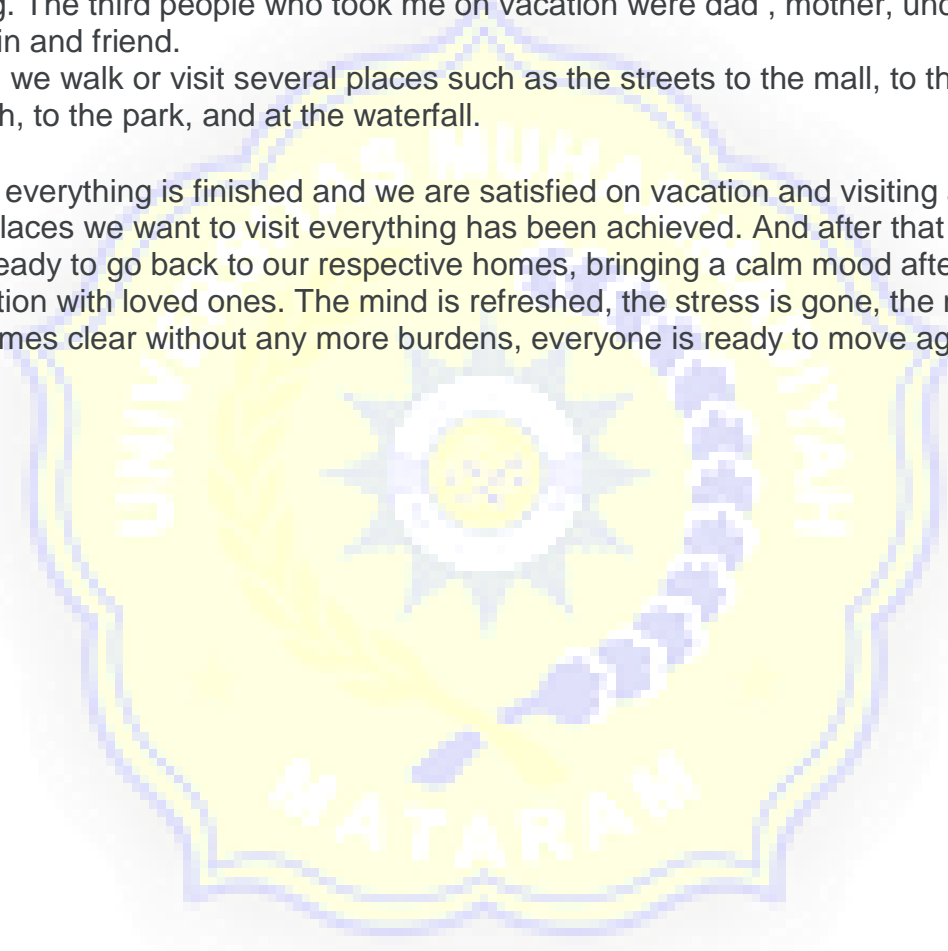 g. The third people who took me on vacation were dad , mother, unc
in and friend.
we walk or visit several places such as the streets to the mall, to th
h, to the park, and at the waterfall.
everything is finished and we are satisfied on vacation and visiting
laces we want to visit everything has been achieved. And after that
eady to go back to our respective homes, bringing a calm mood afte
tion with loved ones. The mind is refreshed, the stress is gone, the
mes clear without any more burdens, everyone is ready to move ag
UNIVERSITAS MUHAMMADIYAH
MATARAM